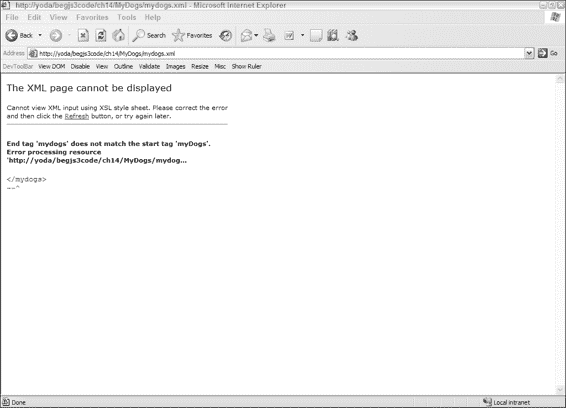 http://yoda/begjs3code/ch14/MyDogs/mydogs.xml - Microsoft Internet Explorer
File Edit View Favorites Tools Help
Back Search Favorites
Address http://yoda/begjs3code/ch14/MyDogs/mydogs.xml Go
DevToolBar View DOM Disable View Outline Validate Images Resize Misc Show Ruler
The XML page cannot be displayed
Cannot view XML input using XSL style sheet. Please correct the error
and then click the Refresh button, or try again later.
End tag 'mydogs' does not match the start tag 'myDogs'.
Error processing resource
'http://yoda/begjs3code/ch14/MyDogs/mydog...
</mydogs>
--^
Done Local intranet